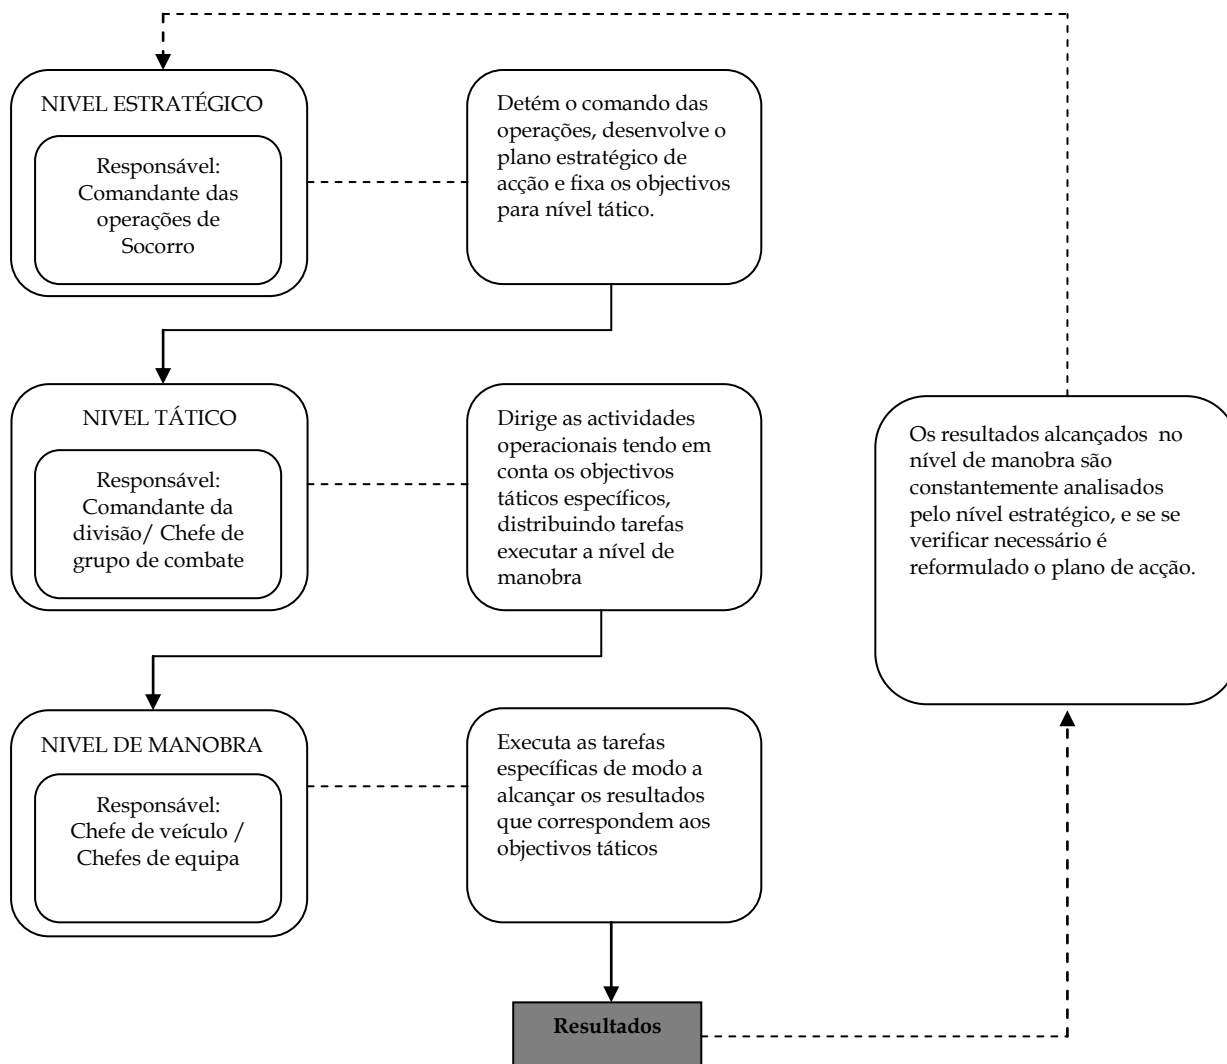 NIVEL ESTRATÉGICO
Responsável:
Comandante das
operações de
Socorro
Detém o comando das
operações, desenvolve o
plano estratégico de
acção e fixa os objectivos
para nível tático.
NIVEL TÁTICO
Responsável:
Comandante da
divisão/ Chefe de
grupo de combate
Dirige as actividades
operacionais tendo em
conta os objectivos
táticos específicos,
distribuindo tarefas
executar a nível de
manobra
Os resultados alcançados no
nível de manobra são
constantemente analisados
pelo nível estratégico, e se se
verificar necessário é
reformulado o plano de acção.
NIVEL DE MANOBRA
Responsável:
Chefe de veículo /
Chefes de equipa
Executa as tarefas
específicas de modo a
alcançar os resultados
que correspondem aos
objectivos táticos
Resultados